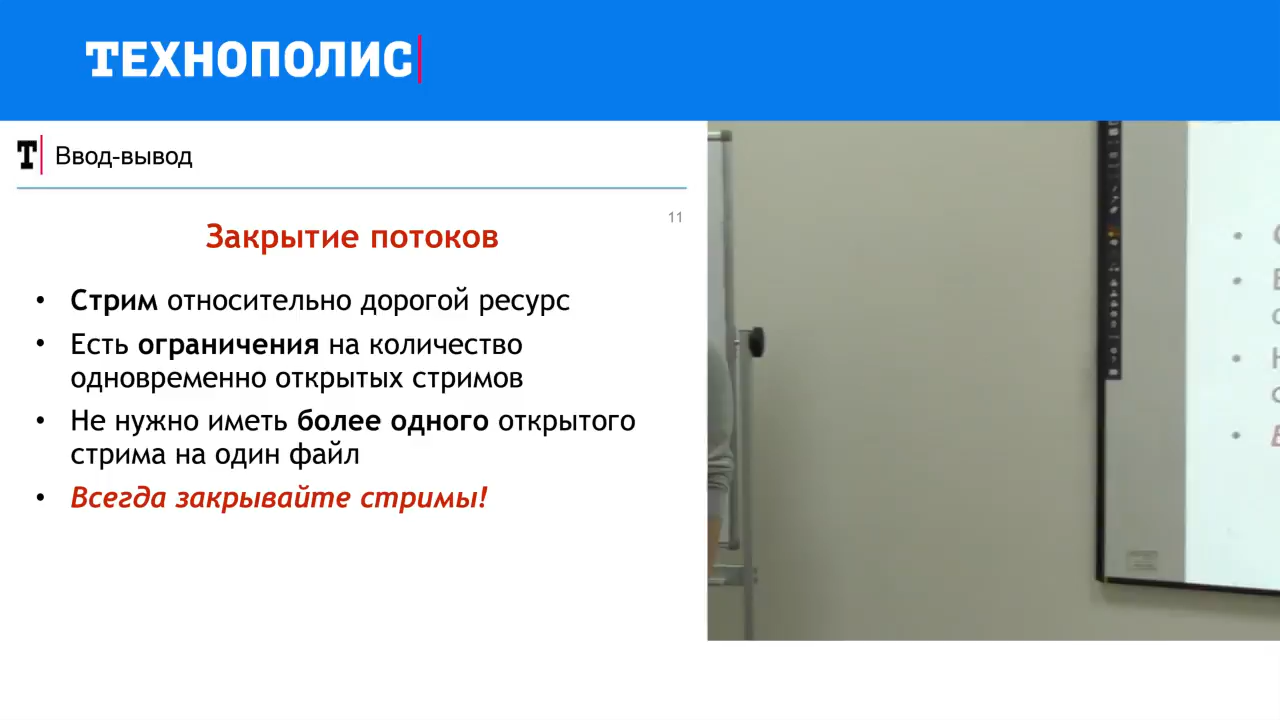 ТЕХНОПОЛИС
Т Ввод-вывод
11
Закрытие потоков
• Стрим относительно дорогой ресурс
• Есть ограничения на количество
одновременно открытых стримов
• Не нужно иметь более одного открытого
стрима на один файл
• Всегда закрывайте стримы!